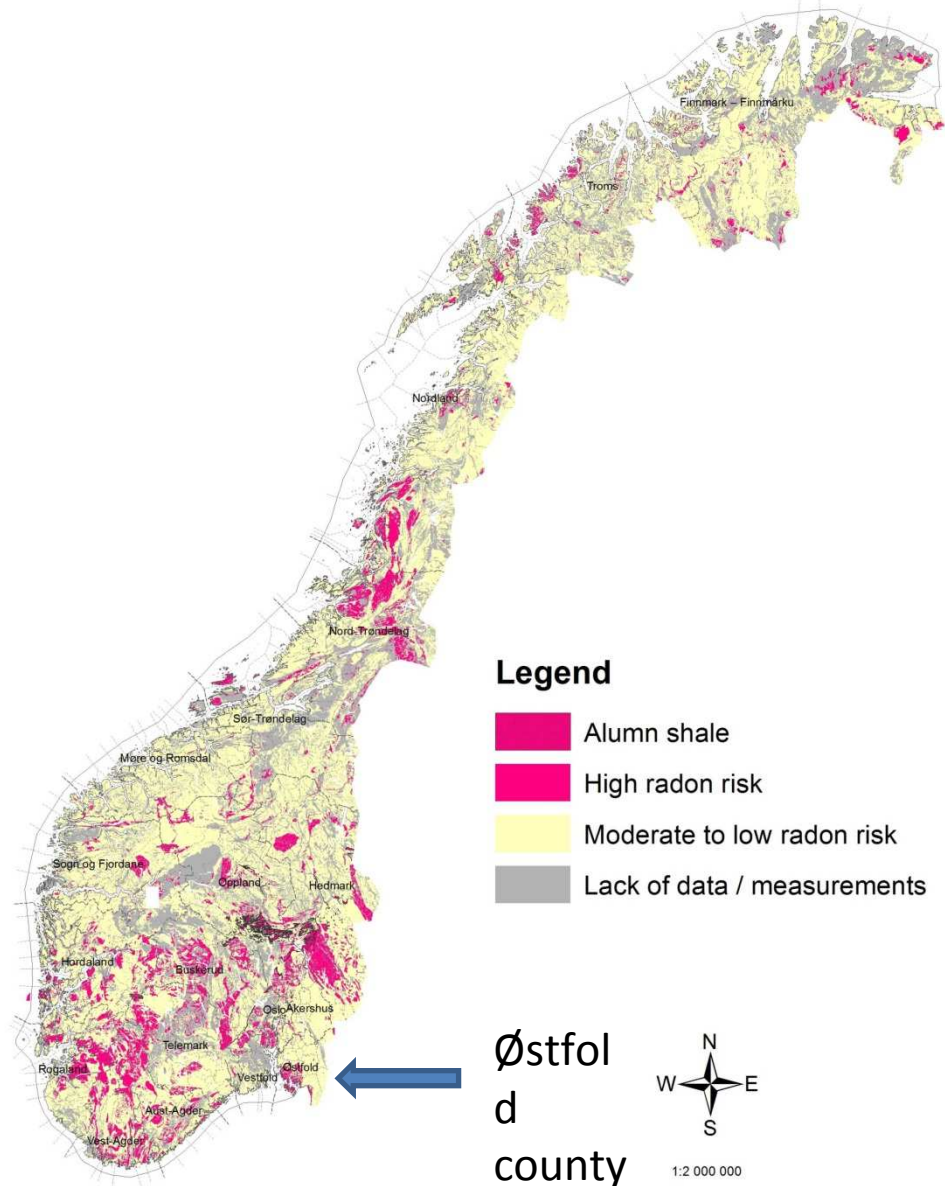 Finnmark – Finnmárku
Troms
Nordland
Nord-Trøndelag
Sør-Trøndelag
Møre og Romsdal
Sogn og Fjordane
Oppland
Hedmark
Hordaland
Buskerud
Oslo
Akershus
Telemark
Rogaland
Vestfold
Østfold
Aust-Agder
Vest-Agder
Legend
Alumn shale
High radon risk
Moderate to low radon risk
Lack of data / measurements
Østfol
d
county
N
W E
S
1:2 000 000